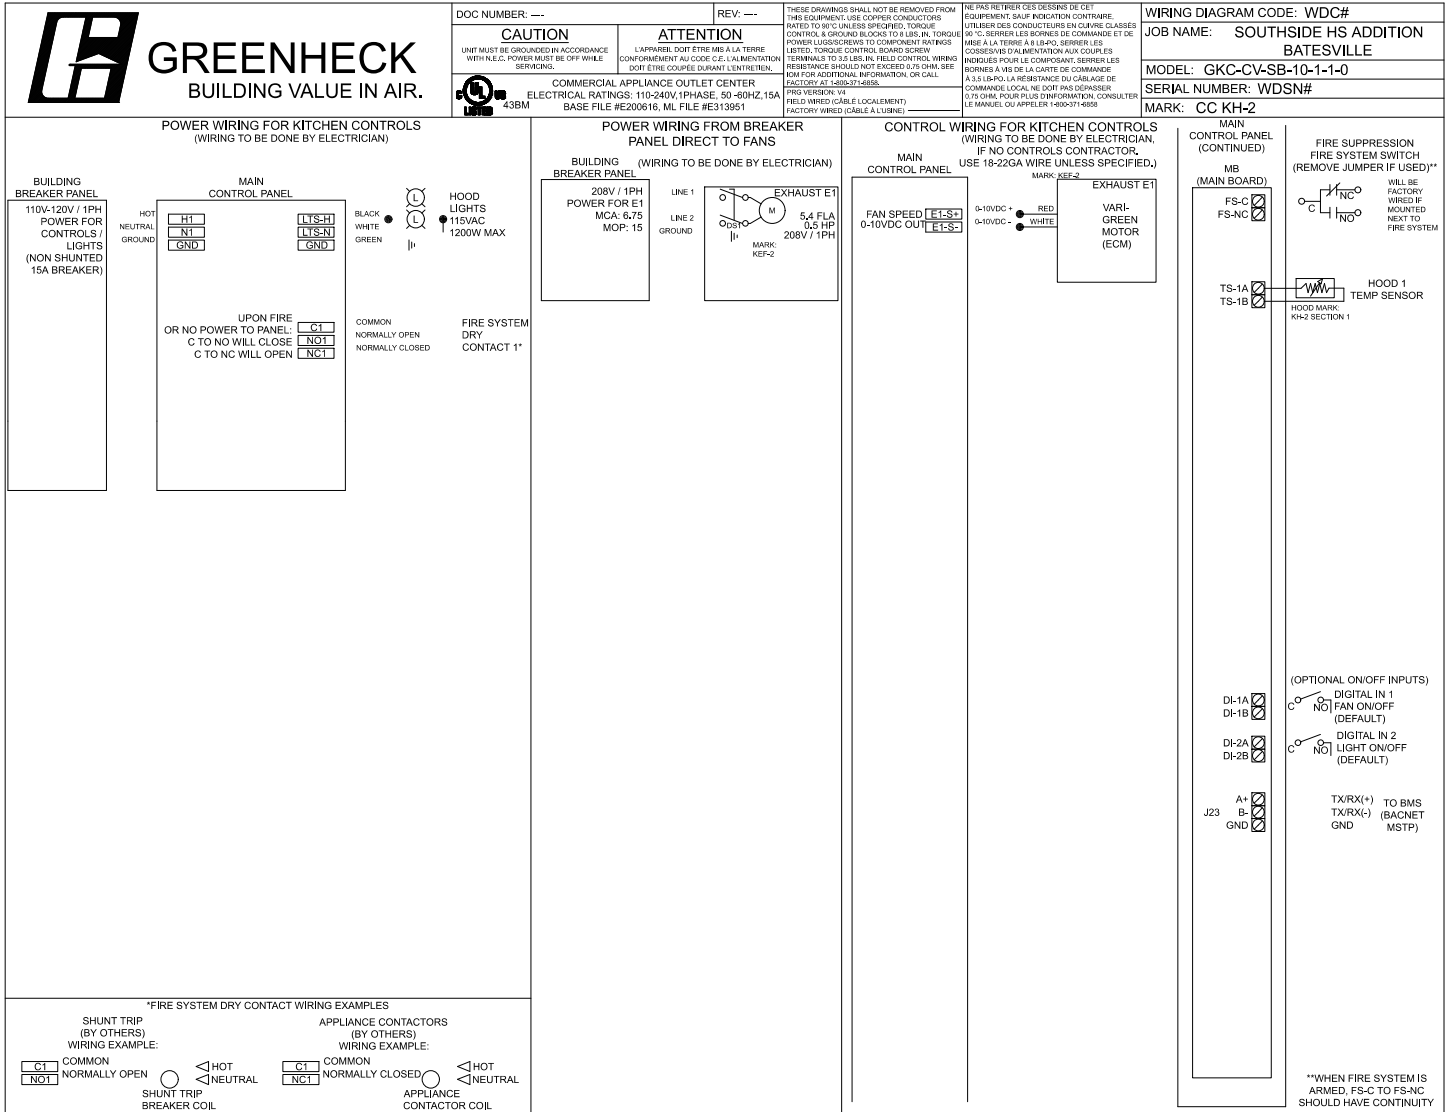 GREENHECK
BUILDING VALUE IN AIR.
DOC NUMBER: ----
REV: ----
CAUTION
UNIT MUST BE GROUNDED IN ACCORDANCE
WITH N.E.C. POWER MUST BE OFF WHILE
SERVICING.
ATTENTION
L'APPAREIL DOIT ÊTRE MIS À LA TERRE
CONFORMÉMENT AU CODE C.E. L'ALIMENTATION
DOIT ÊTRE COUPÉE DURANT L'ENTRETIEN.
C UL US
LISTED
43BM
COMMERCIAL APPLIANCE OUTLET CENTER
ELECTRICAL RATINGS: 110-240V,1PHASE, 50 -60HZ,15A
BASE FILE #E200616, ML FILE #E313951
THESE DRAWINGS SHALL NOT BE REMOVED FROM
THIS EQUIPMENT. USE COPPER CONDUCTORS
RATED TO 90°C UNLESS SPECIFIED. TORQUE
CONTROL & GROUND BLOCKS TO 8 LBS. IN. TORQUE
POWER LUGS/SCREWS TO COMPONENT RATINGS
LISTED. TORQUE CONTROL BOARD SCREW
TERMINALS TO 3.5 LBS. IN. FIELD CONTROL WIRING
RESISTANCE SHOULD NOT EXCEED 0.75 OHM. SEE
IOM FOR ADDITIONAL INFORMATION, OR CALL
FACTORY AT 1-800-371-6858.
PRG VERSION: V4
FIELD WIRED (CÂBLÉ LOCALEMENT)
FACTORY WIRED (CÂBLÉ À L'USINE)
NE PAS RETIRER CES DESSINS DE CET
ÉQUIPEMENT, SAUF INDICATION CONTRAIRE,
UTILISER DES CONDUCTEURS EN CUIVRE CLASSÉS
90 °C. SERRER LES BORNES DE COMMANDE ET DE
MISE À LA TERRE À 8 LB-PO. SERRER LES
COSSES/VIS D'ALIMENTATION AUX COUPLES
INDIQUÉS POUR LE COMPOSANT. SERRER LES
BORNES À VIS DE LA CARTE DE COMMANDE
À 3,5 LB-PO. LA RÉSISTANCE DU CÂBLAGE DE
COMMANDE LOCAL NE DOIT PAS DÉPASSER
0,75 OHM. POUR PLUS D'INFORMATION, CONSULTER
LE MANUEL OU APPELER 1-800-371-6858
WIRING DIAGRAM CODE: WDC#
JOB NAME: SOUTHSIDE HS ADDITION
BATESVILLE
MODEL: GKC-CV-SB-10-1-1-0
SERIAL NUMBER: WDSN#
MARK: CC KH-2
POWER WIRING FOR KITCHEN CONTROLS
(WIRING TO BE DONE BY ELECTRICIAN)
BUILDING
BREAKER PANEL
110V-120V / 1PH
POWER FOR
CONTROLS /
LIGHTS
(NON SHUNTED
15A BREAKER)
HOT
NEUTRAL
GROUND
MAIN
CONTROL PANEL
H1
N1
GND
LTS-H
LTS-N
GND
BLACK
WHITE
GREEN
L
L
HOOD
LIGHTS
115VAC
1200W MAX
UPON FIRE
OR NO POWER TO PANEL:
C TO NO WILL CLOSE
C TO NC WILL OPEN
C1
NO1
NC1
COMMON
NORMALLY OPEN
NORMALLY CLOSED
FIRE SYSTEM
DRY
CONTACT 1*
*FIRE SYSTEM DRY CONTACT WIRING EXAMPLES
SHUNT TRIP
(BY OTHERS)
WIRING EXAMPLE:
C1 COMMON
NO1 NORMALLY OPEN
HOT
NEUTRAL
SHUNT TRIP
BREAKER COIL
APPLIANCE CONTACTORS
(BY OTHERS)
WIRING EXAMPLE:
C1 COMMON
NC1 NORMALLY CLOSED
HOT
NEUTRAL
APPLIANCE
CONTACTOR COIL
POWER WIRING FROM BREAKER
PANEL DIRECT TO FANS
(WIRING TO BE DONE BY ELECTRICIAN)
BUILDING
BREAKER PANEL
208V / 1PH
POWER FOR E1
MCA: 6.75
MOP: 15
LINE 1
LINE 2
GROUND
EXHAUST E1
M
DS1
MARK:
KEF-2
5.4 FLA
0.5 HP
208V / 1PH
CONTROL WIRING FOR KITCHEN CONTROLS
(WIRING TO BE DONE BY ELECTRICIAN,
IF NO CONTROLS CONTRACTOR.
USE 18-22GA WIRE UNLESS SPECIFIED.)
MAIN
CONTROL PANEL
FAN SPEED
0-10VDC OUT
E1-S+
E1-S-
0-10VDC +
0-10VDC -
RED
WHITE
MARK: KEF-2
EXHAUST E1
VARI-
GREEN
MOTOR
(ECM)
MAIN
CONTROL PANEL
(CONTINUED)
MB
(MAIN BOARD)
FS-C
FS-NC
TS-1A
TS-1B
DI-1A
DI-1B
DI-2A
DI-2B
J23
A+
B-
GND
FIRE SUPPRESSION
FIRE SYSTEM SWITCH
(REMOVE JUMPER IF USED)**
C
NC
NO
WILL BE
FACTORY
WIRED IF
MOUNTED
NEXT TO
FIRE SYSTEM
HOOD 1
TEMP SENSOR
HOOD MARK:
KH-2 SECTION 1
(OPTIONAL ON/OFF INPUTS)
C NO
DIGITAL IN 1
FAN ON/OFF
(DEFAULT)
C NO
DIGITAL IN 2
LIGHT ON/OFF
(DEFAULT)
TX/RX(+)
TX/RX(-)
GND
TO BMS
(BACNET
MSTP)
**WHEN FIRE SYSTEM IS
ARMED, FS-C TO FS-NC
SHOULD HAVE CONTINUITY